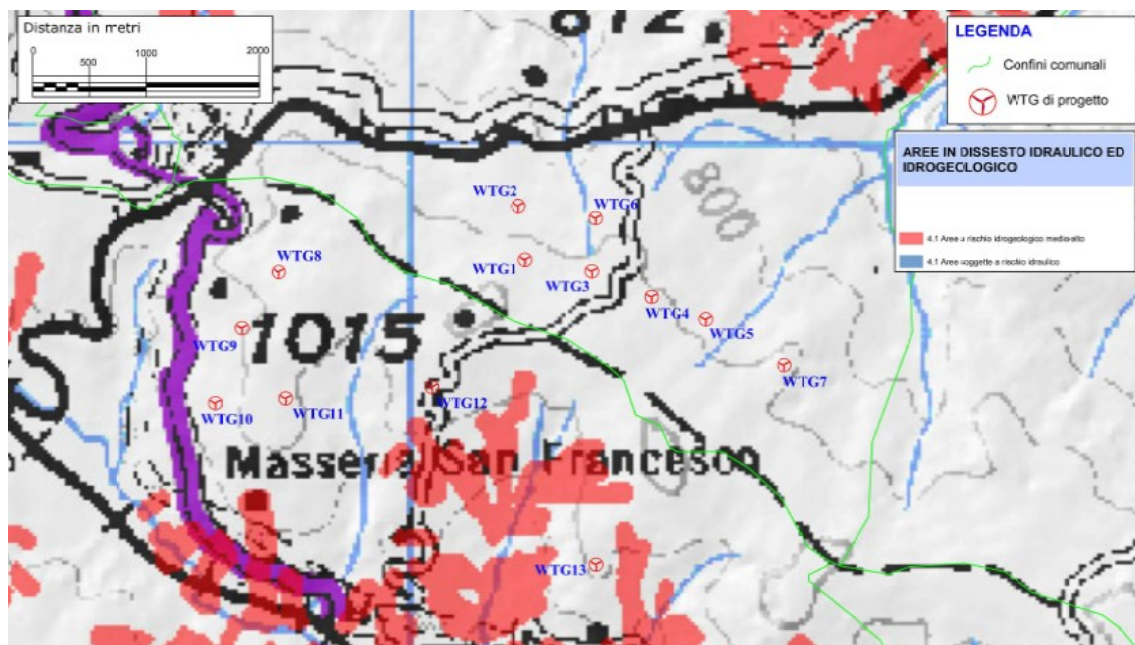 Distanza in metri
0
500
1000
2000
812
LEGENDA
Confini comunali
WTG di progetto
AREE IN DISSESTO IDRAULICO ED
IDROGEOLOGICO
4.1 Aree a rischio idrogeologico medio-alto
4.1 Aree soggette a rischio idraulico
WTG2
WTG6
800
WTG8
WTG1
WTG3
WTG4
WTG5
WTG9
1015
WTG7
WTG10
WTG11
WTG12
Masseria San Francesco
WTG13